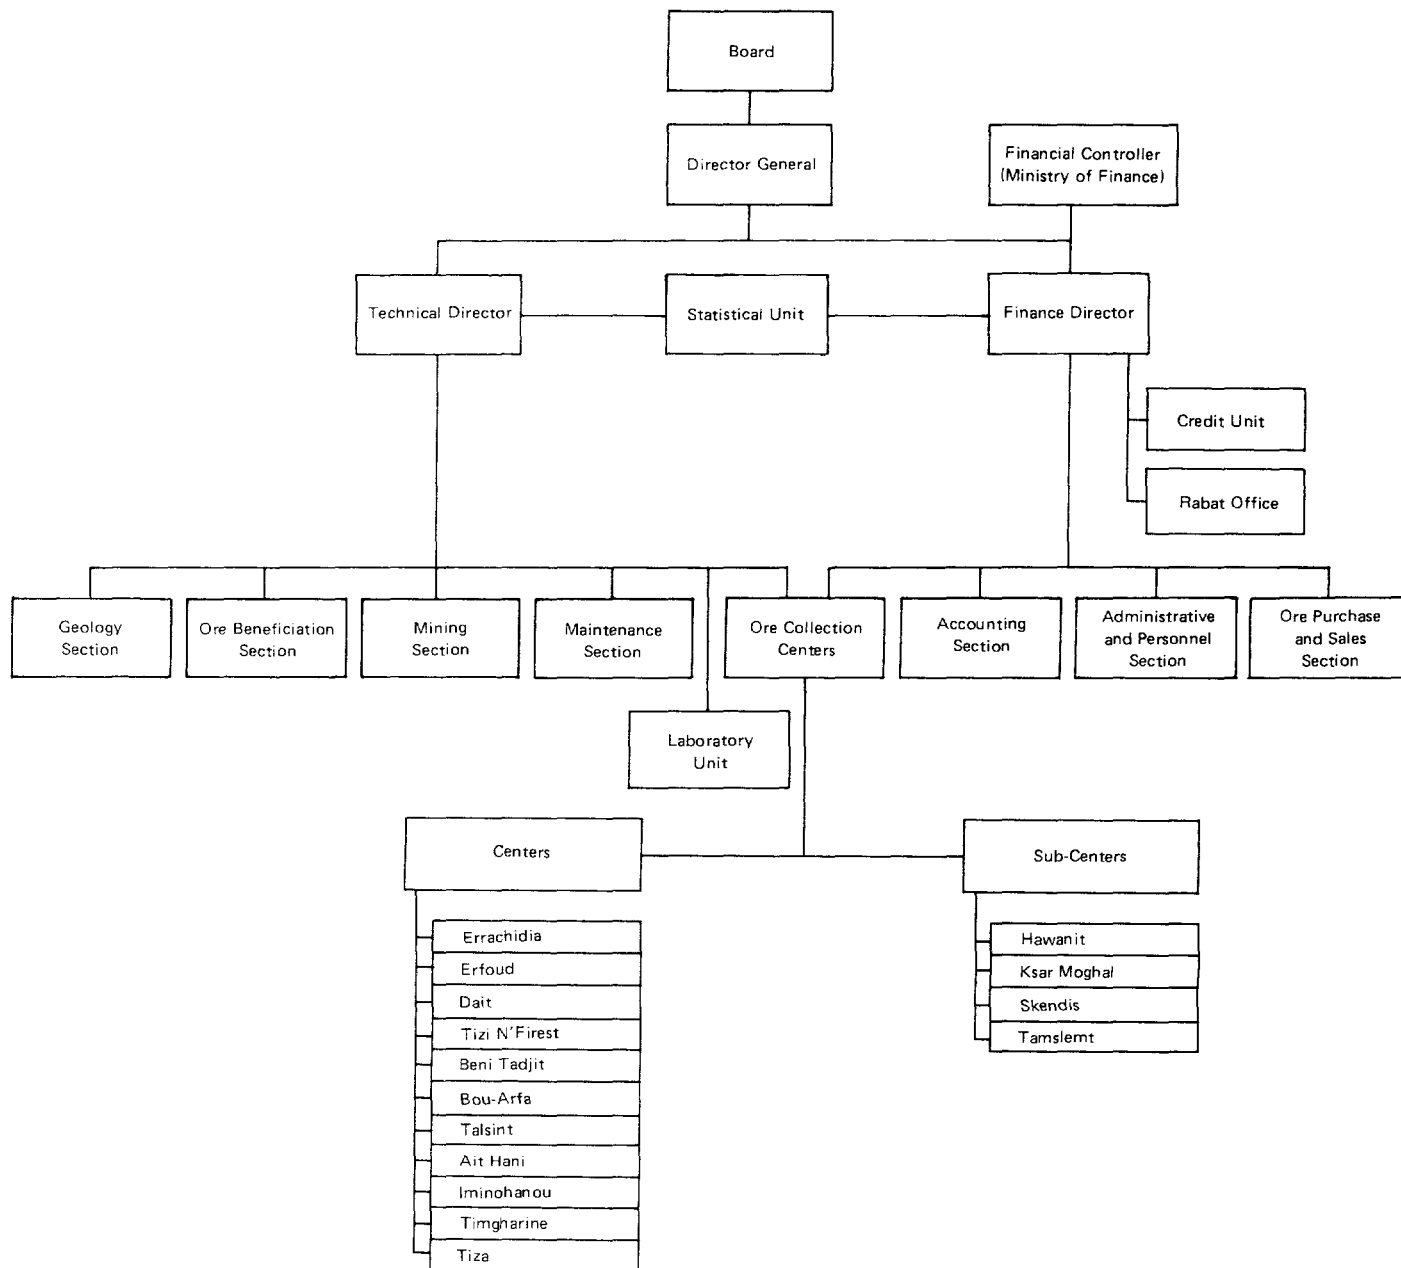 Board
Director General
Financial Controller
(Ministry of Finance)
Technical Director
Statistical Unit
Finance Director
Credit Unit
Rabat Office
Geology
Section
Ore Beneficiation
Section
Mining
Section
Maintenance
Section
Ore Collection
Centers
Accounting
Section
Administrative
and Personnel
Section
Ore Purchase
and Sales
Section
Laboratory
Unit
Centers
Errachidia
Erfoud
Dait
Tizi N'Firest
Beni Tadjit
Bou-Arfa
Talsint
Ait Hani
Iminohanou
Timgharine
Tiza
Sub-Centers
Hawanit
Ksar Moghal
Skendis
Tamslemt